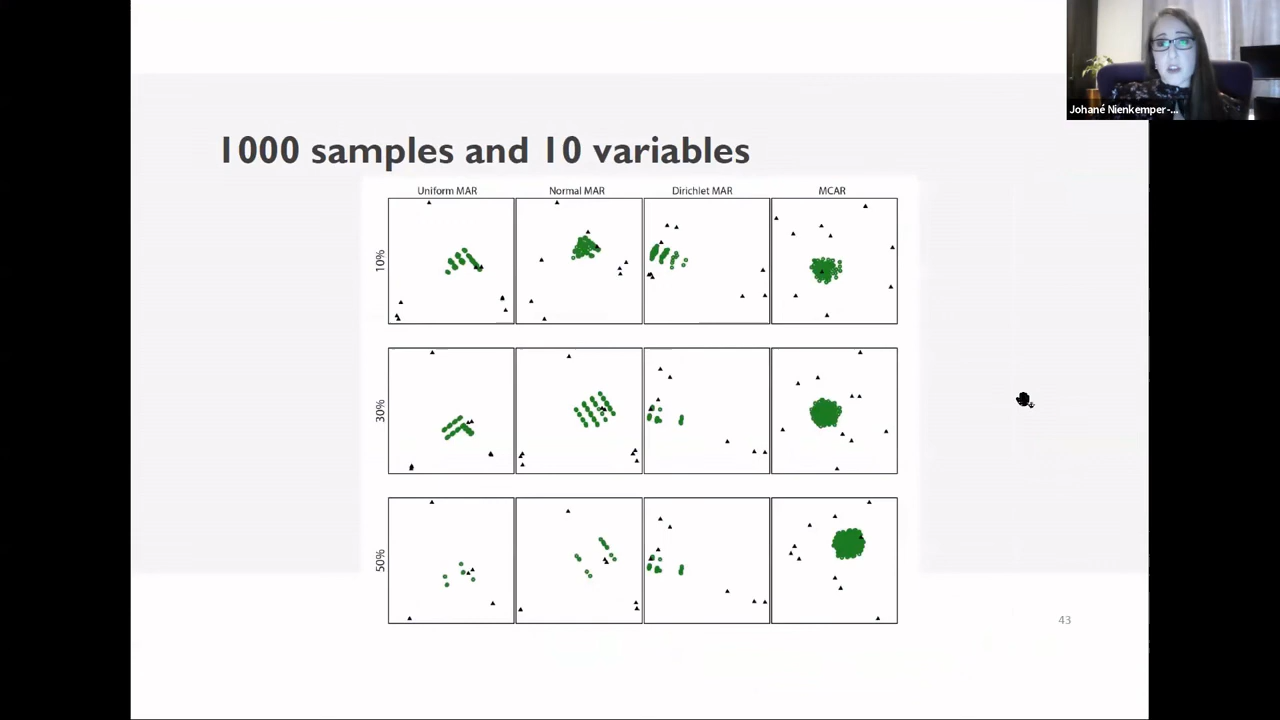 Johané Nienkemper-...
1000 samples and 10 variables
Uniform MAR
Normal MAR
Dirichlet MAR
MCAR
10%
30%
50%
43